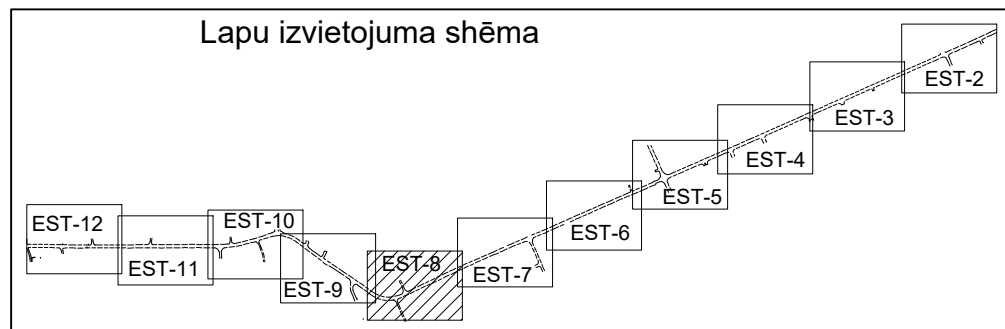 Lapu izvietojuma shēma
EST-2
EST-3
EST-4
EST-5
EST-6
EST-7
EST-8
EST-9
EST-10
EST-11
EST-12